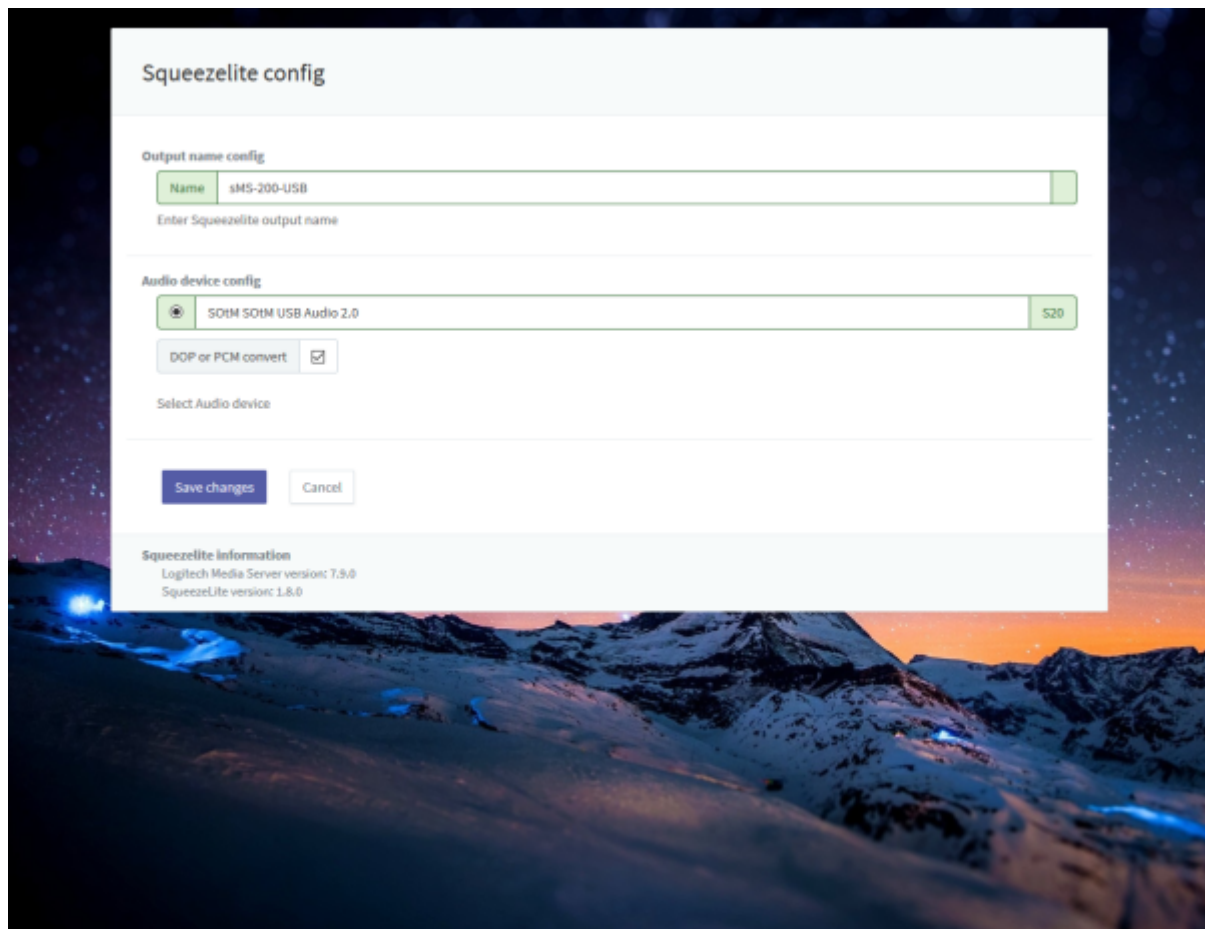 Squeezelite config
Output name config
Name sMS-200-USB
Enter Squeezelite output name
Audio device config
SOtM SOtM USB Audio 2.0 S20
DOP or PCM convert
Select Audio device
Save changes Cancel
Squeezelite information
Logitech Media Server version: 7.9.0
SqueezeLite version: 1.8.0